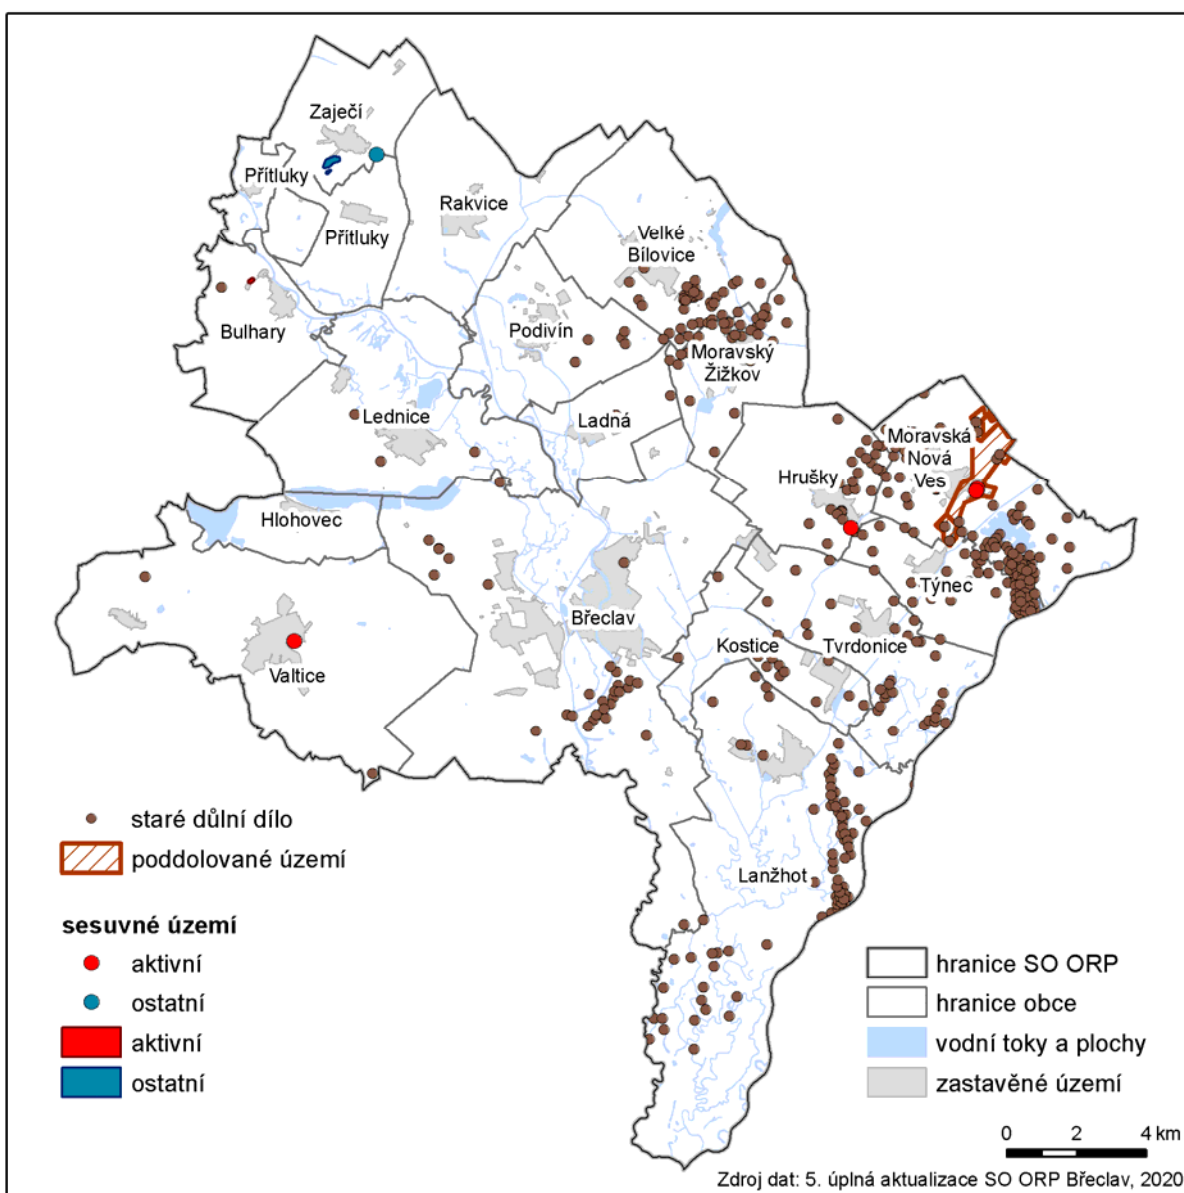 Zaječí
Přítluky
Přítluky
Rakvice
Velké
Bílovice
Bulhary
Podivín
Moravský
Žižkov
Lednice
Ladná
Moravská
Nová
Ves
Hrušky
Hlohovec
Týnec
Břeclav
Kostice
Tvrdonice
Valtice
Lanžhot
staré důlní dílo
poddolované území
sesuvné území
aktivní
ostatní
aktivní
ostatní
hranice SO ORP
hranice obce
vodní toky a plochy
zastavěné území
0 2 4 km
Zdroj dat: 5. úplná aktualizace SO ORP Břeclav, 2020